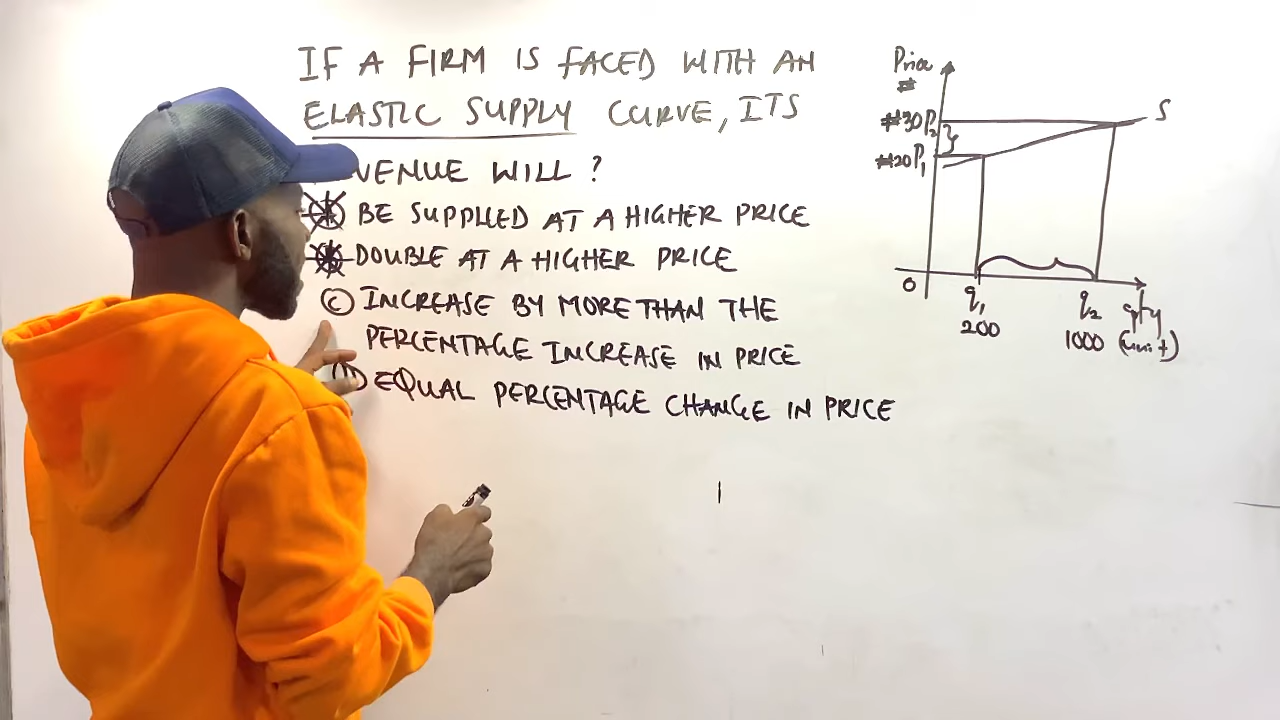 IF A FIRM IS FACED WITH AN
ELASTIC SUPPLY CURVE, ITS
VENUE WILL ?
BE SUPPLIED AT A HIGHER PRICE
DOUBLE AT A HIGHER PRICE
(C) INCREASE BY MORE THAN THE
PERCENTAGE INCREASE IN PRICE
EQUAL PERCENTAGE CHANGE IN PRICE
Price
₦
₦30 P₂
₦20 P₁
S
0
q₁
200
q₂
1000
qty
(unit)